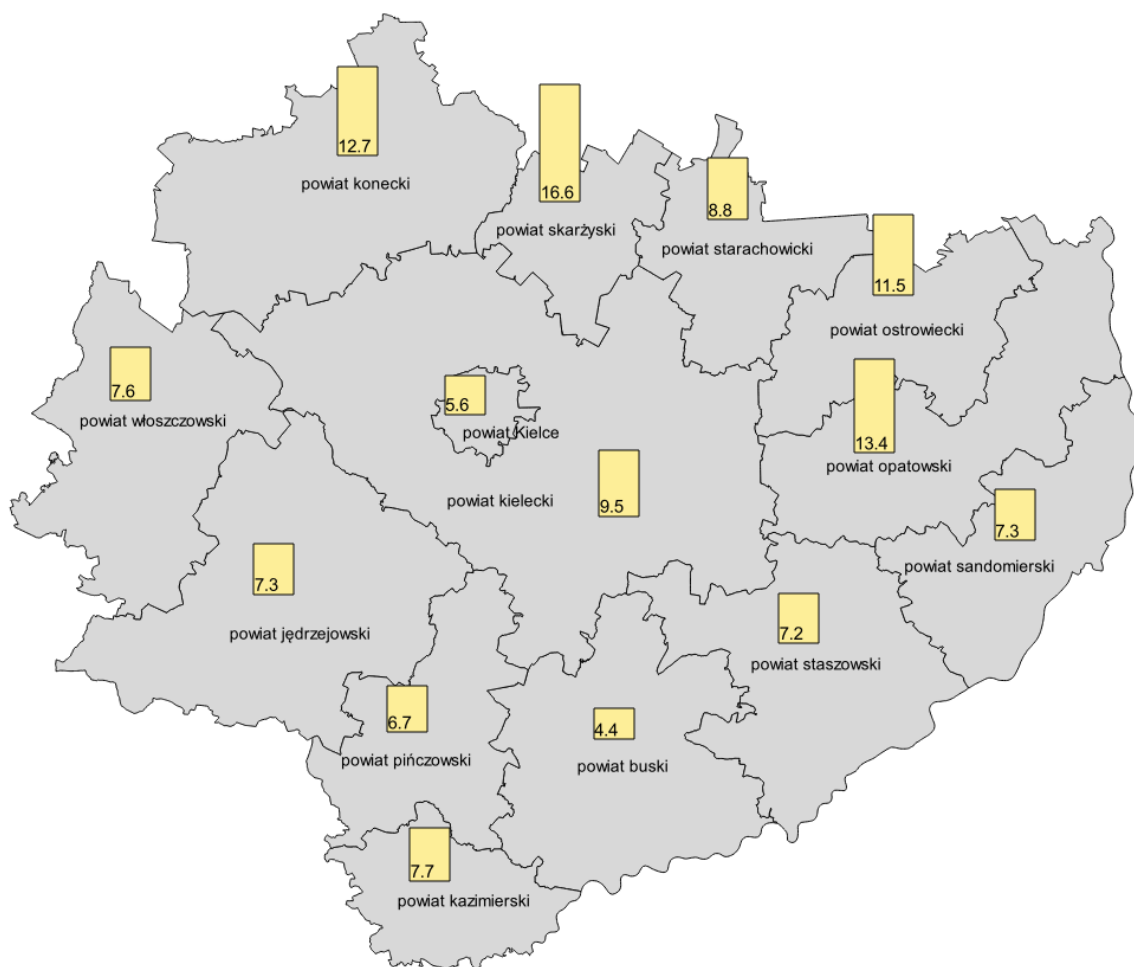 12.7
powiat konecki
16.6
powiat skarżyski
8.8
powiat starachowicki
11.5
powiat ostrowiecki
7.6
powiat włoszczowski
5.6
powiat Kielce
13.4
powiat opatowski
powiat kielecki
9.5
7.3
powiat sandomierski
7.3
powiat jędrzejowski
7.2
powiat staszowski
6.7
powiat pińczowski
4.4
powiat buski
7.7
powiat kazimierski